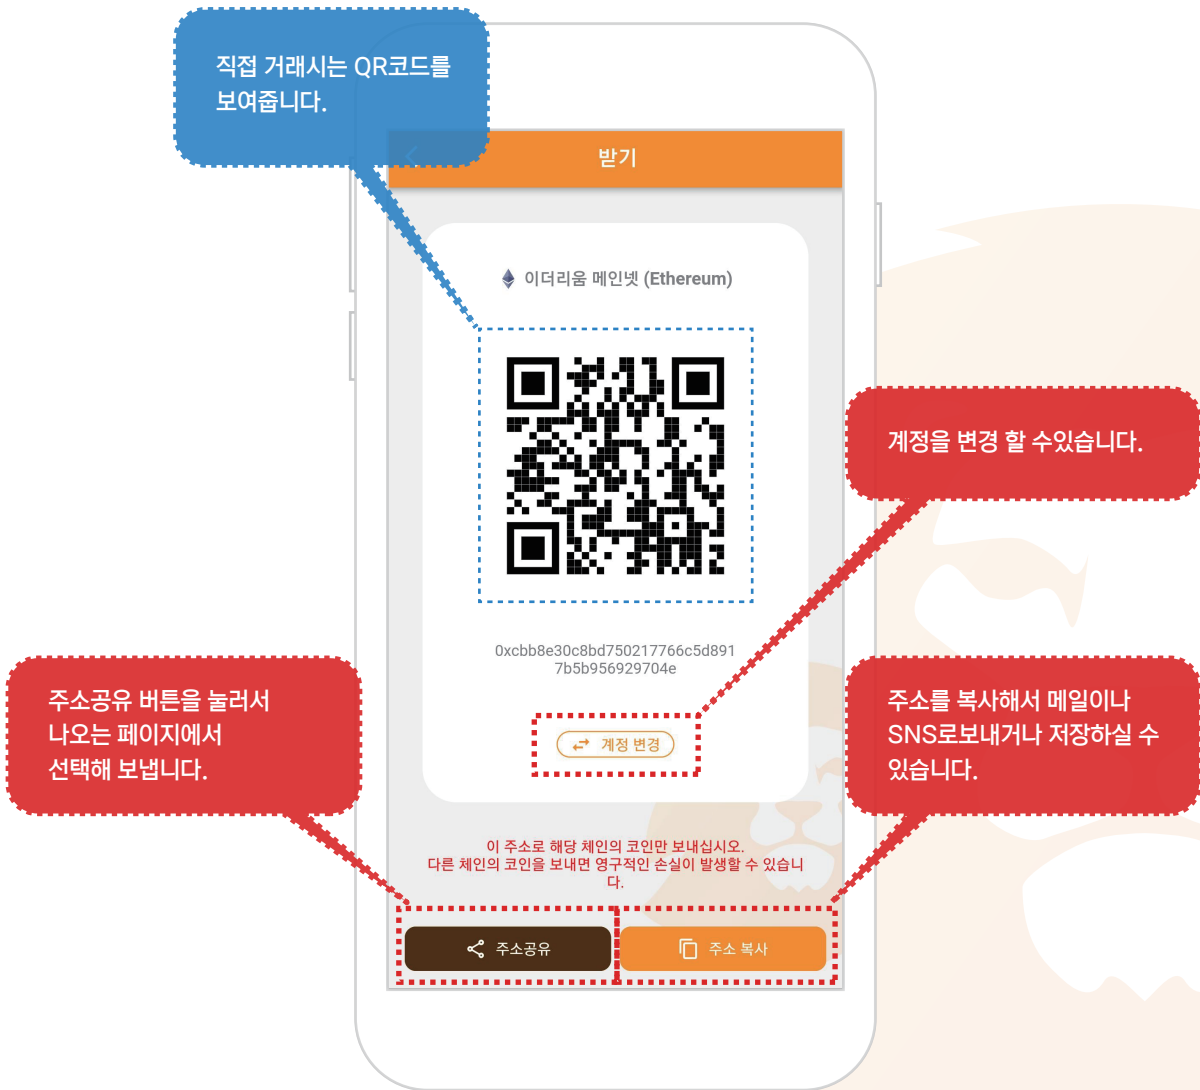 직접 거래시는 QR코드를
보여줍니다.
받기
이더리움 메인넷 (Ethereum)
계정을 변경 할 수있습니다.
0xcbb8e30c8bd750217766c5d891
7b5b956929704e
주소공유 버튼을 눌러서
나오는 페이지에서
선택해 보냅니다.
계정 변경
주소를 복사해서 메일이나
SNS로보내거나 저장하실 수
있습니다.
이 주소로 해당 체인의 코인만 보내십시오.
다른 체인의 코인을 보내면 영구적인 손실이 발생할 수 있습니
다.
주소공유
주소 복사